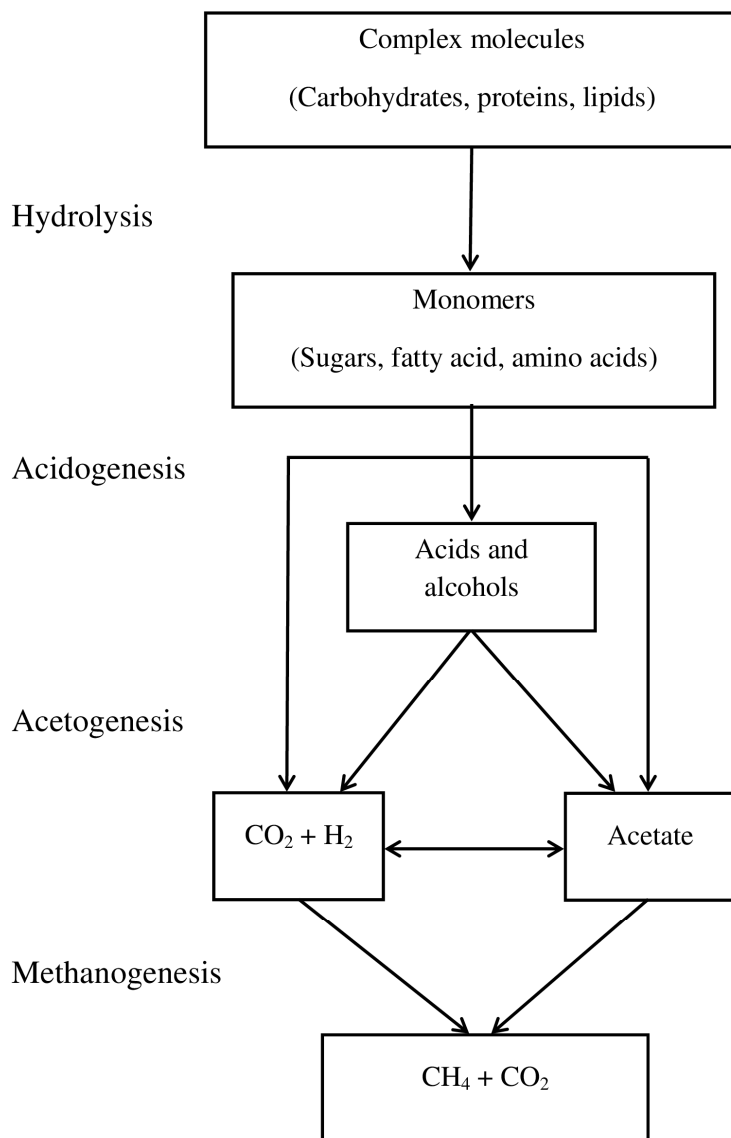 Complex molecules
(Carbohydrates, proteins, lipids)
Hydrolysis
Monomers
(Sugars, fatty acid, amino acids)
Acidogenesis
Acids and
alcohols
Acetogenesis
CO₂ + H₂
Acetate
Methanogenesis
CH₄ + CO₂